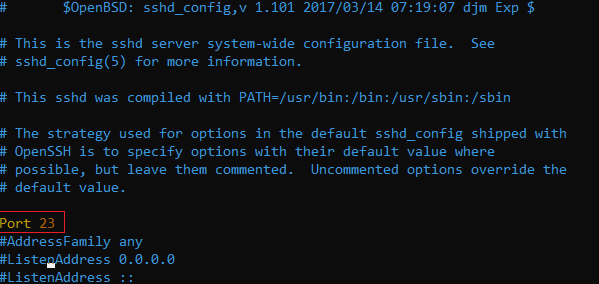 #       $OpenBSD: sshd_config,v 1.101 2017/03/14 07:19:07 djm Exp $
# This is the sshd server system-wide configuration file.  See
# sshd_config(5) for more information.
# This sshd was compiled with PATH=/usr/bin:/bin:/usr/sbin:/sbin
# The strategy used for options in the default sshd_config shipped with
# OpenSSH is to specify options with their default value where
# possible, but leave them commented.  Uncommented options override the
# default value.
Port 23
#AddressFamily any
#ListenAddress 0.0.0.0
#ListenAddress ::